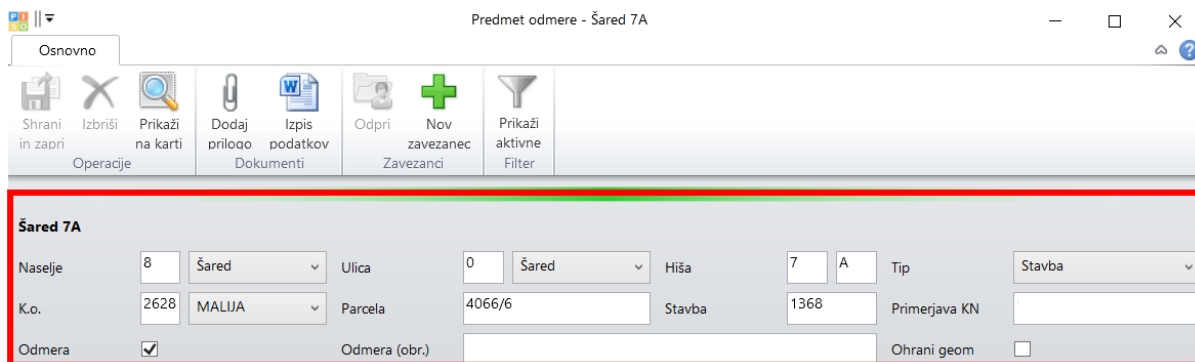 Predmet odmere - Šared 7A
Osnovno
Shrani in zapri
Izbriši
Prikaži na karti
Dodaj prilogo
Izpis podatkov
Odpri
Nov zavezanec
Prikaži aktivne
Operacije
Dokumenti
Zavezanci
Filter
Šared 7A
Naselje 8 Šared Ulica 0 Šared Hiša 7 A Tip Stavba
K.o. 2628 MALIJA Parcela 4066/6 Stavba 1368 Primerjava KN
Odmera Odmera (obr.) Ohrani geom